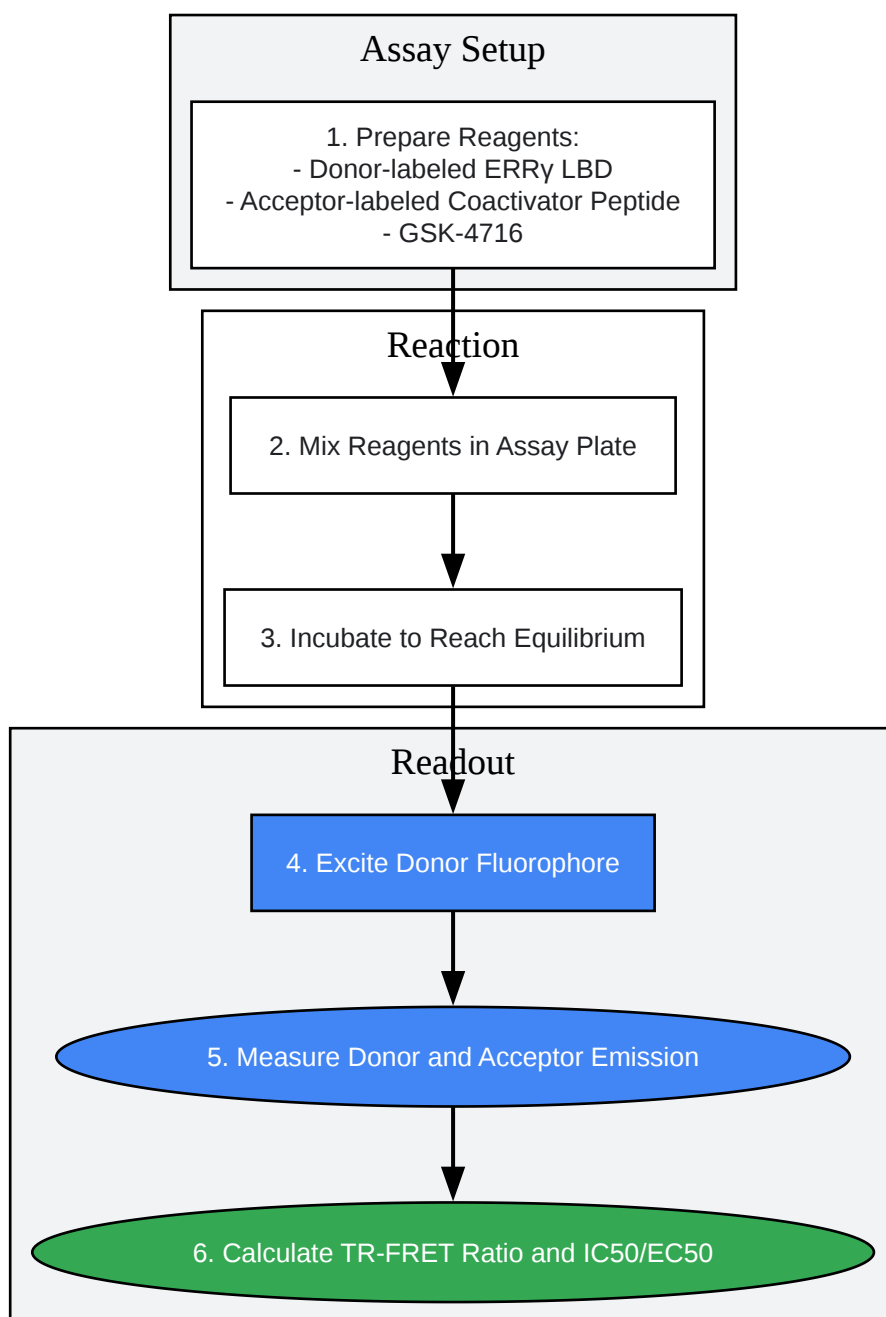 Assay Setup
1. Prepare Reagents:
- Donor-labeled ERRγ LBD
- Acceptor-labeled Coactivator Peptide
- GSK-4716
Reaction
2. Mix Reagents in Assay Plate
3. Incubate to Reach Equilibrium
Readout
4. Excite Donor Fluorophore
5. Measure Donor and Acceptor Emission
6. Calculate TR-FRET Ratio and IC50/EC50